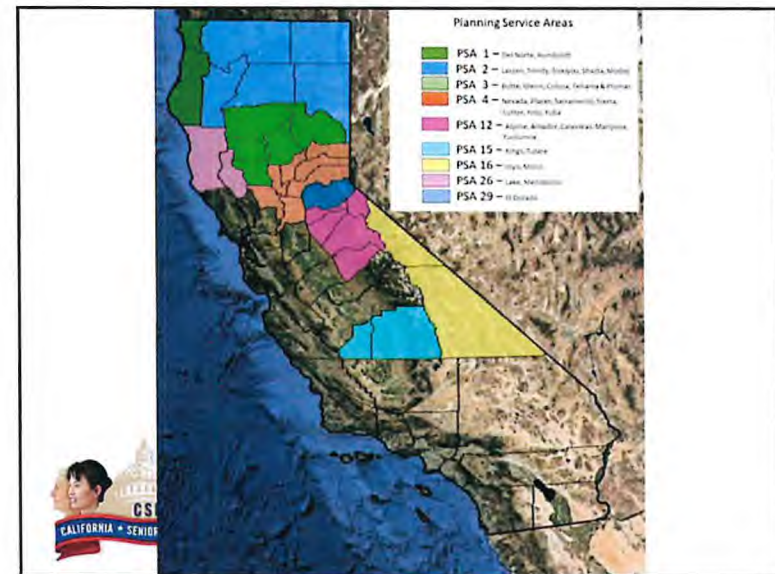 Planning Service Areas
PSA 1 – Del Norte, Humboldt
PSA 2 – Lassen, Trinity, Siskiyou, Shasta, Modoc
PSA 3 – Butte, Glenn, Colusa, Tehama & Plumas
PSA 4 – Nevada, Placer, Sacramento, Sierra,
Sutter, Yolo, Yuba
PSA 12 – Alpine, Amador, Calaveras, Mariposa,
Tuolumne
PSA 15 – Kings, Tulare
PSA 16 – Inyo, Mono
PSA 26 – Lake, Mendocino
PSA 29 – El Dorado
CS
CALIFORNIA ★ SENIOR